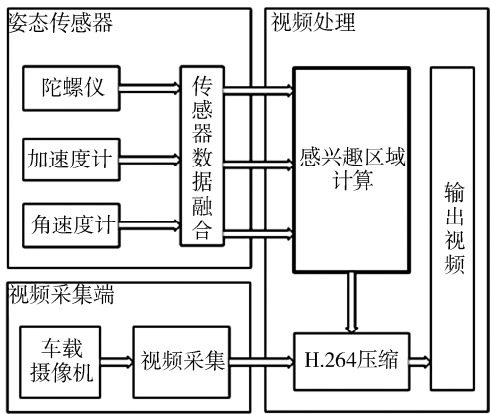 姿态传感器
陀螺仪
加速度计
角速度计
传感器数据融合
视频处理
感兴趣区域
计算
输出视频
视频采集端
车载
摄像机
视频采集
H.264压缩